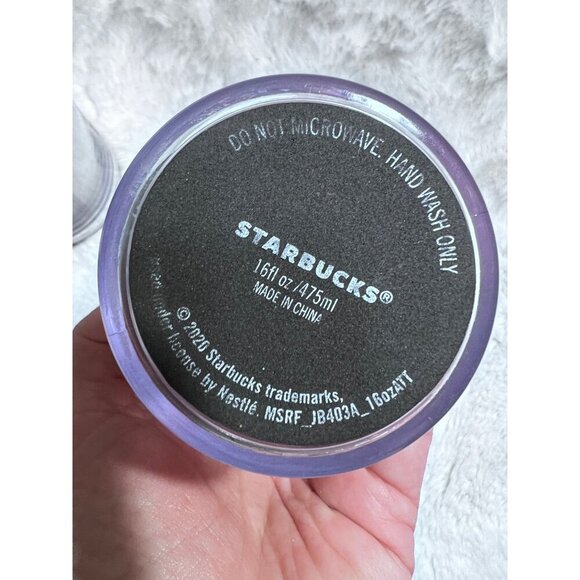 DO NOT MICROWAVE. HAND WASH ONLY
STARBUCKS®
16fl oz /475ml
MADE IN CHINA
© 2020 Starbucks trademarks,
under license by Nestlé. MSRF_JB403A_16ozATT